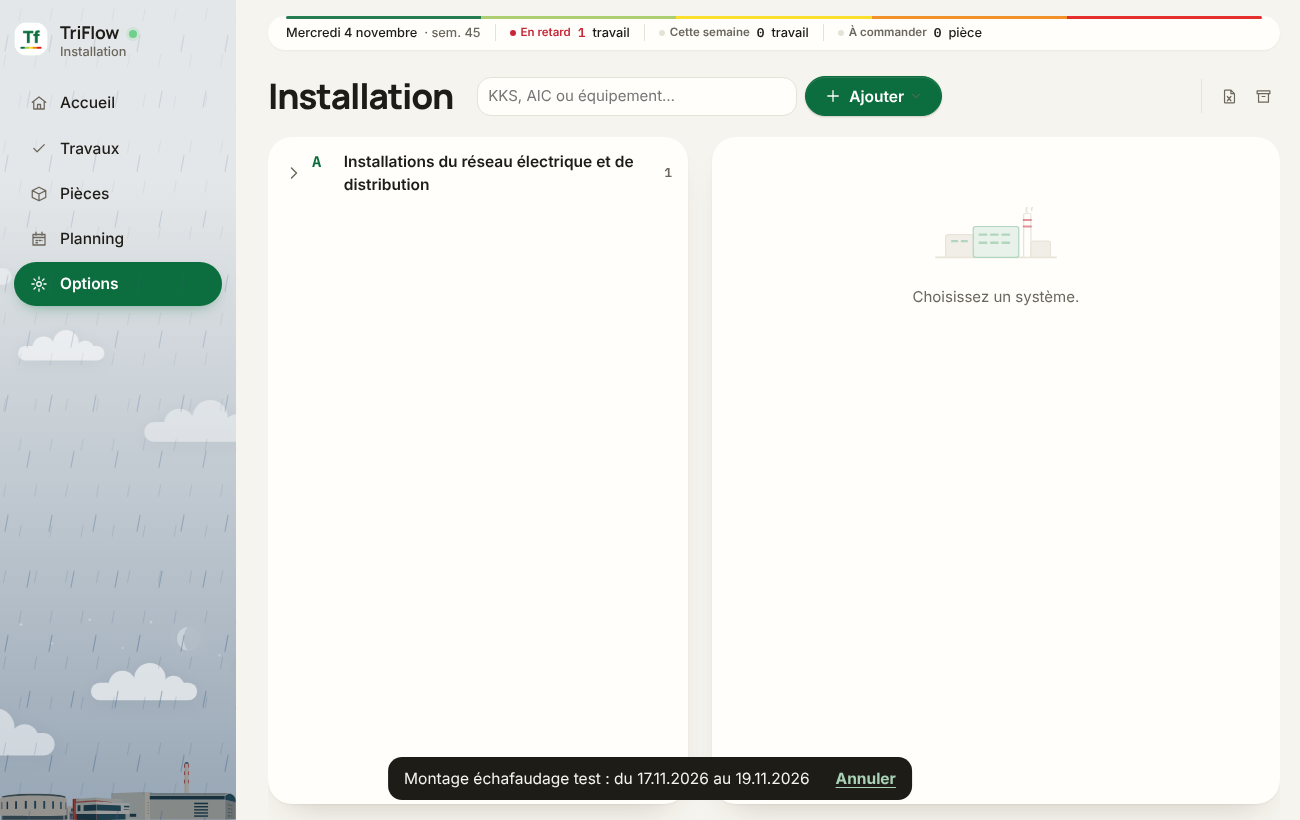 Tf
TriFlow
Installation
Accueil
Travaux
Pièces
Planning
Options
Mercredi 4 novembre · sem. 45 En retard 1 travail Cette semaine 0 travail À commander 0 pièce
Installation
KKS, AIC ou équipement...
Ajouter
A Installations du réseau électrique et de
distribution
1
Choisissez un système.
Montage échafaudage test : du 17.11.2026 au 19.11.2026 Annuler